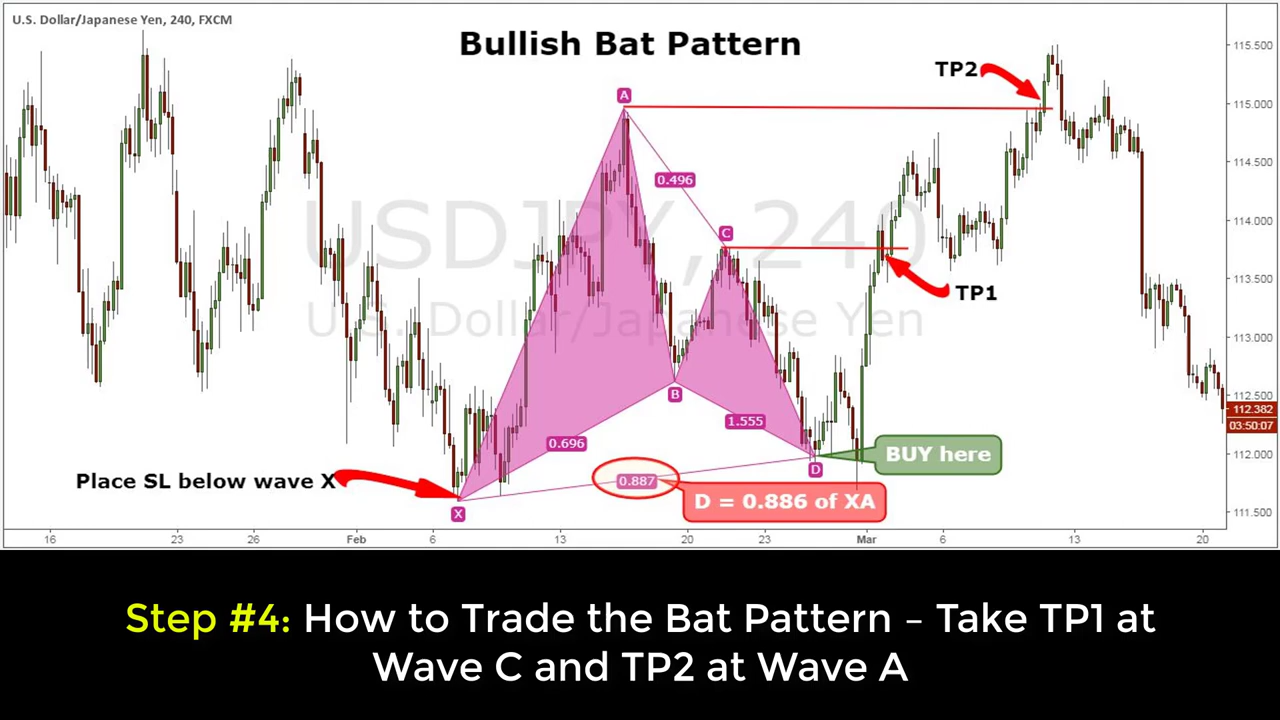 U.S. Dollar/Japanese Yen, 240, FXCM
Bullish Bat Pattern
115.500
TP2
A
115.000
114.500
0.496
USDJPY, 240
114.000
C
113.500
TP1
U.S. Dollar/Japanese Yen
113.000
B
112.500
112.382
03:50:07
1.555
0.696
BUY here
112.000
D
Place SL below wave X
0.887
D = 0.886 of XA
X
111.500
16 23 26 Feb 6 13 20 23 Mar 6 13 20
Step #4: How to Trade the Bat Pattern – Take TP1 at
Wave C and TP2 at Wave A